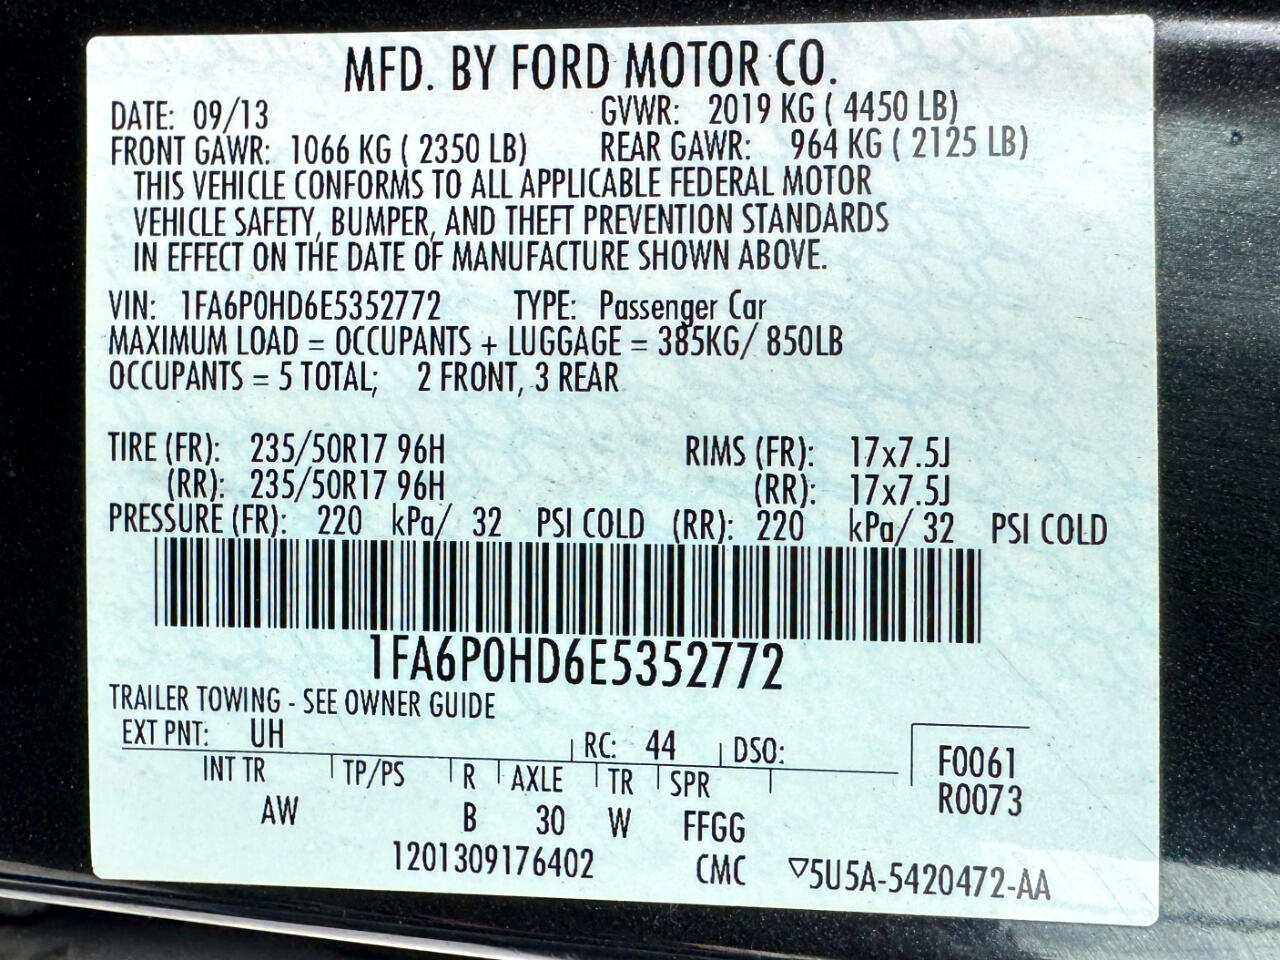 MFD. BY FORD MOTOR CO.
DATE: 09/13 GVWR: 2019 KG ( 4450 LB)
FRONT GAWR: 1066 KG ( 2350 LB) REAR GAWR: 964 KG ( 2125 LB)
THIS VEHICLE CONFORMS TO ALL APPLICABLE FEDERAL MOTOR
VEHICLE SAFETY, BUMPER, AND THEFT PREVENTION STANDARDS
IN EFFECT ON THE DATE OF MANUFACTURE SHOWN ABOVE.
VIN: 1FA6P0HD6E5352772 TYPE: Passenger Car
MAXIMUM LOAD = OCCUPANTS + LUGGAGE = 385KG/ 850LB
OCCUPANTS = 5 TOTAL; 2 FRONT, 3 REAR
TIRE (FR): 235/50R17 96H RIMS (FR): 17x7.5J
(RR): 235/50R17 96H (RR): 17x7.5J
PRESSURE (FR): 220 kPa/ 32 PSI COLD (RR): 220 kPa/ 32 PSI COLD
1FA6P0HD6E5352772
TRAILER TOWING - SEE OWNER GUIDE
EXT PNT: UH RC: 44 DSO:
F0061
INT TR TP/PS R AXLE TR SPR
R0073
AW B 30 W FFGG
1201309176402 CMC ▽5U5A-5420472-AA